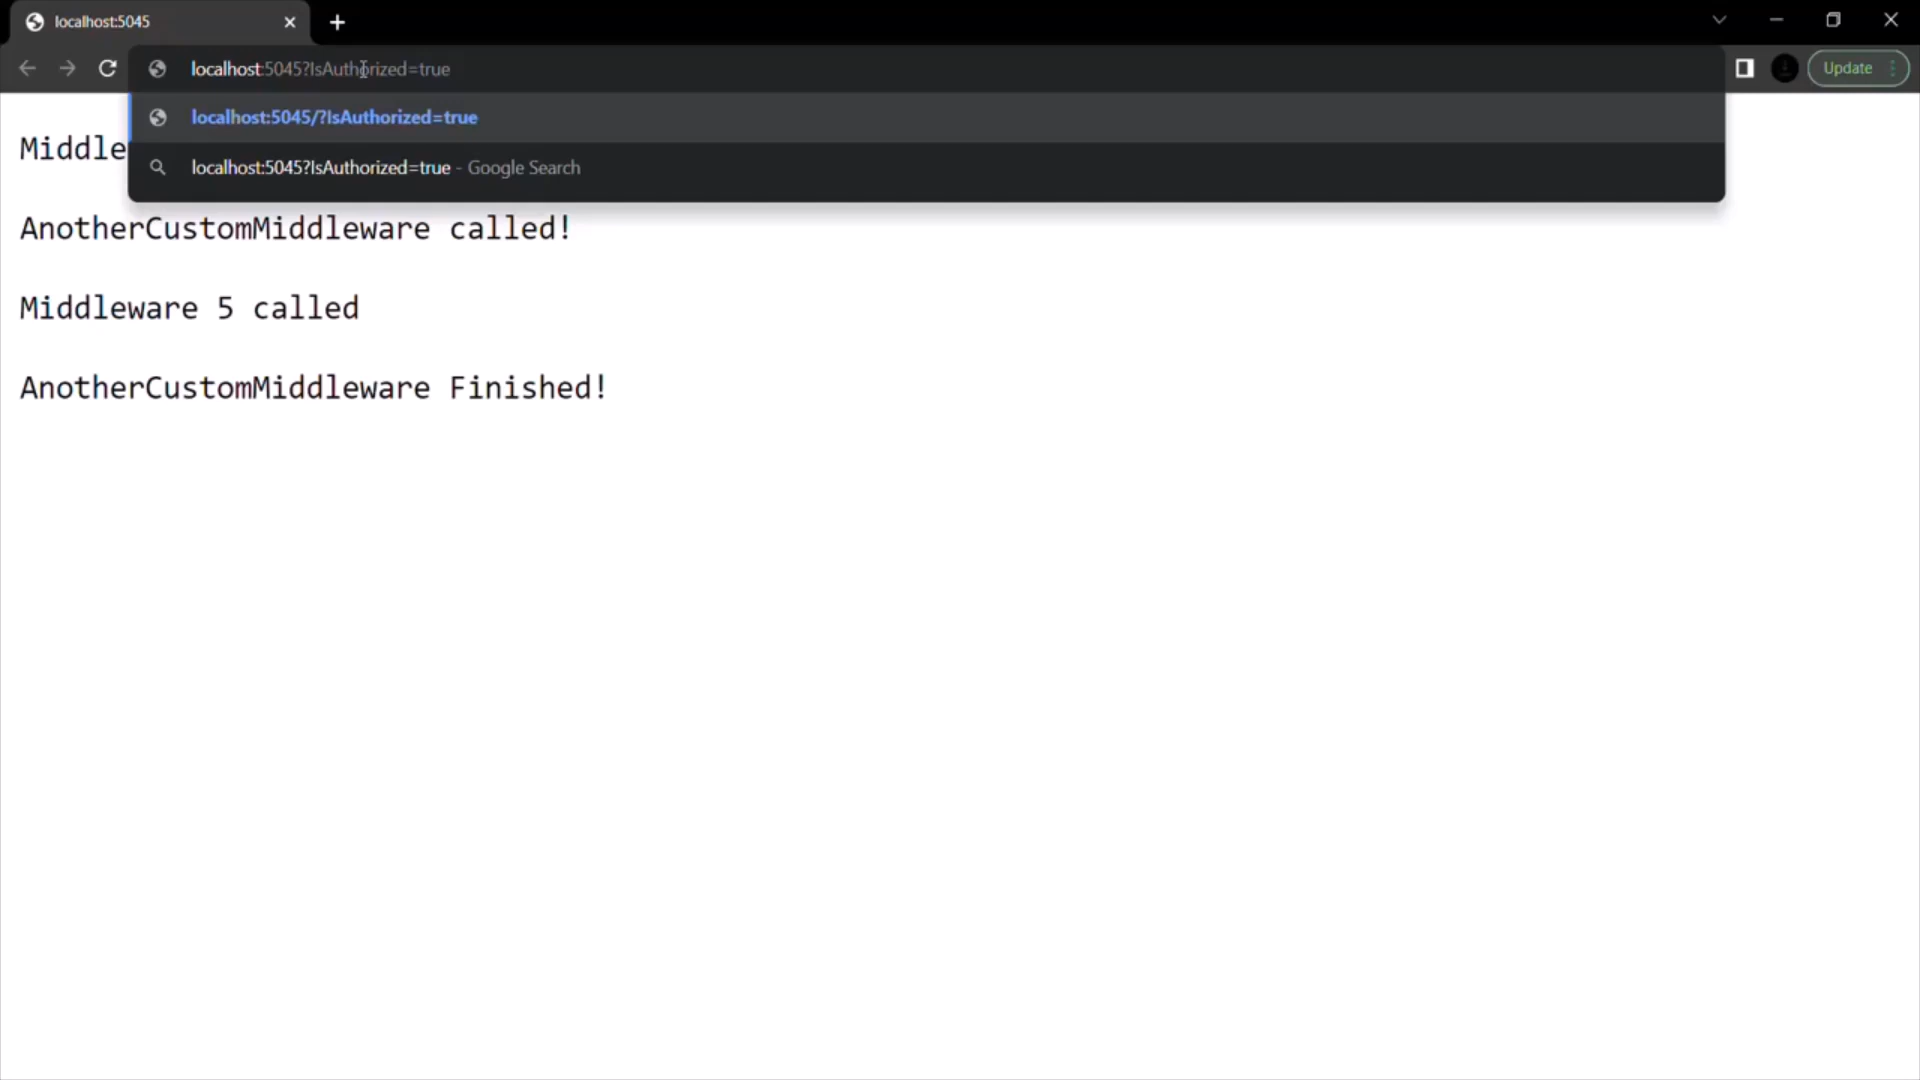 localhost:5045
localhost:5045?IsAuthorized=true
Update
localhost:5045/?IsAuthorized=true
localhost:5045?IsAuthorized=true - Google Search
Middle
AnotherCustomMiddleware called!
Middleware 5 called
AnotherCustomMiddleware Finished!